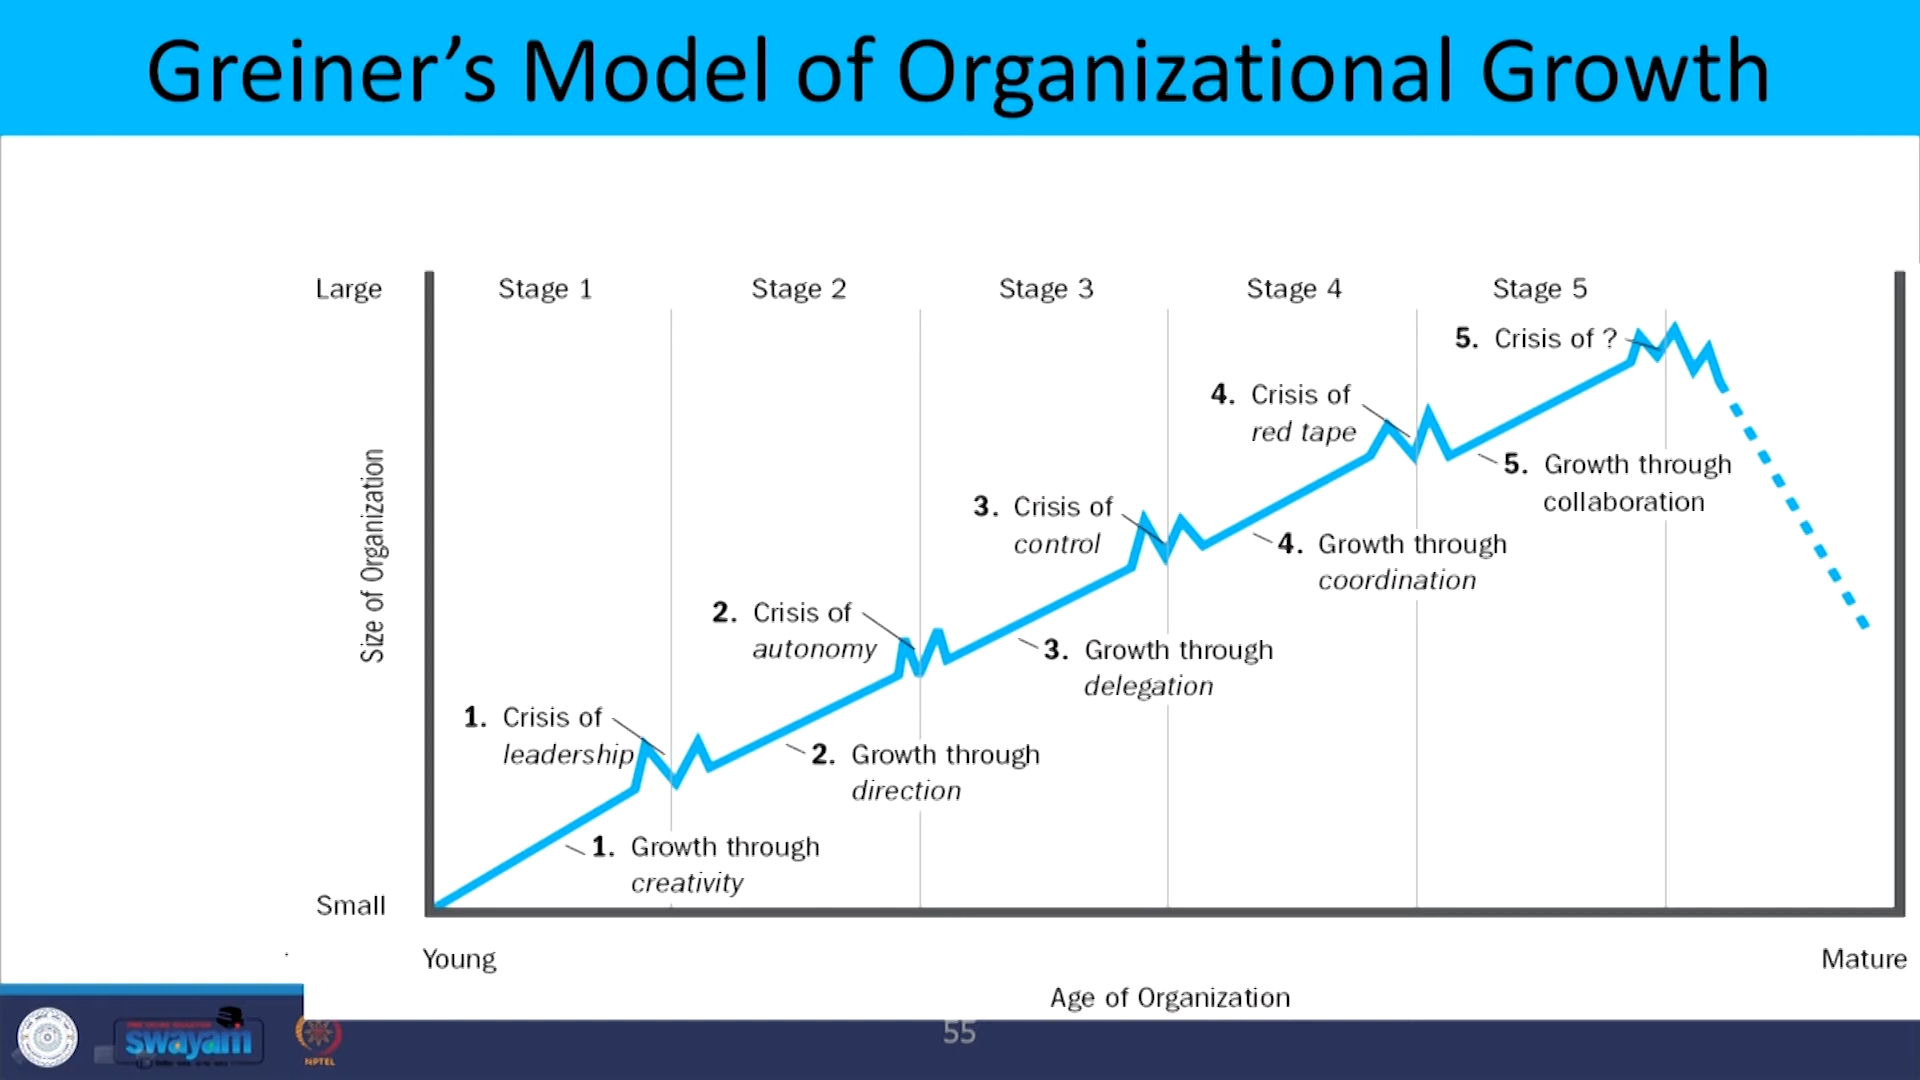 Greiner’s Model of Organizational Growth
Large
Stage 1
Stage 2
Stage 3
Stage 4
Stage 5
5. Crisis of ?
4. Crisis of
red tape
5. Growth through
collaboration
3. Crisis of
control
4. Growth through
coordination
Size of Organization
2. Crisis of
autonomy
3. Growth through
delegation
1. Crisis of
leadership
2. Growth through
direction
1. Growth through
creativity
Small
Young
Mature
Age of Organization
55
swayam
NPTEL